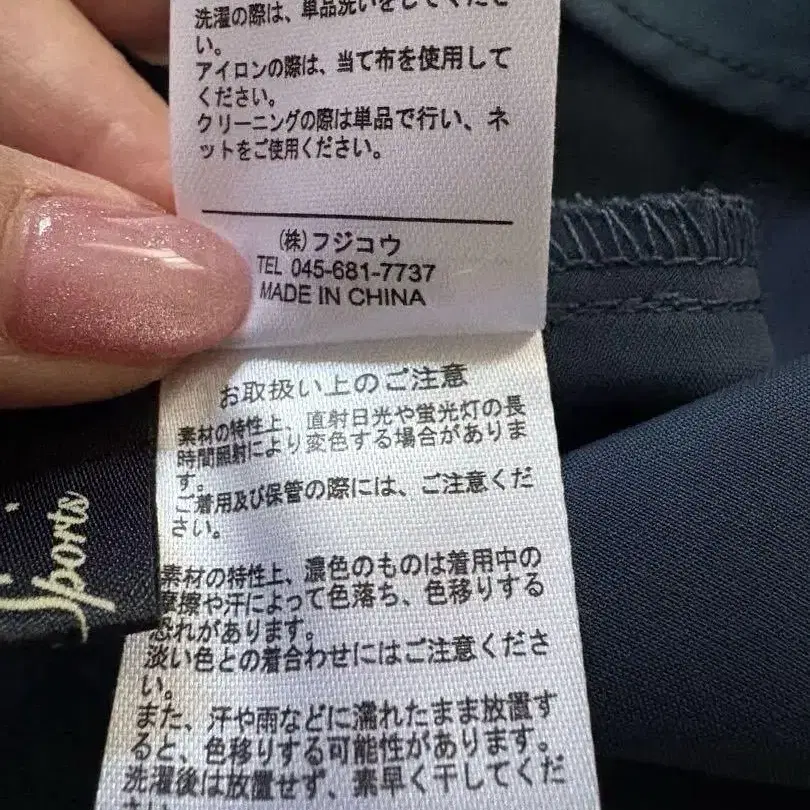 洗濯の際は、単品洗いをしてくださ
い。
アイロンの際は、当て布を使用して
ください。
クリーニングの際は単品で行い、ネ
ットをご使用ください。
(株)フジコウ
TEL 045-681-7737
MADE IN CHINA
お取扱い上のご注意
素材の特性上、直射日光や蛍光灯の長
時間照射により変色する場合がありま
す。
ご着用及び保管の際には、ご注意くだ
さい。
素材の特性上、濃色のものは着用中の
摩擦や汗によって色落ち、色移りする
恐れがあります。
淡い色との着合わせにはご注意くださ
い。
また、汗や雨などに濡れたまま放置す
ると、色移りする可能性があります。
洗濯後は放置せず、素早く干してくだ
さい。
Sports